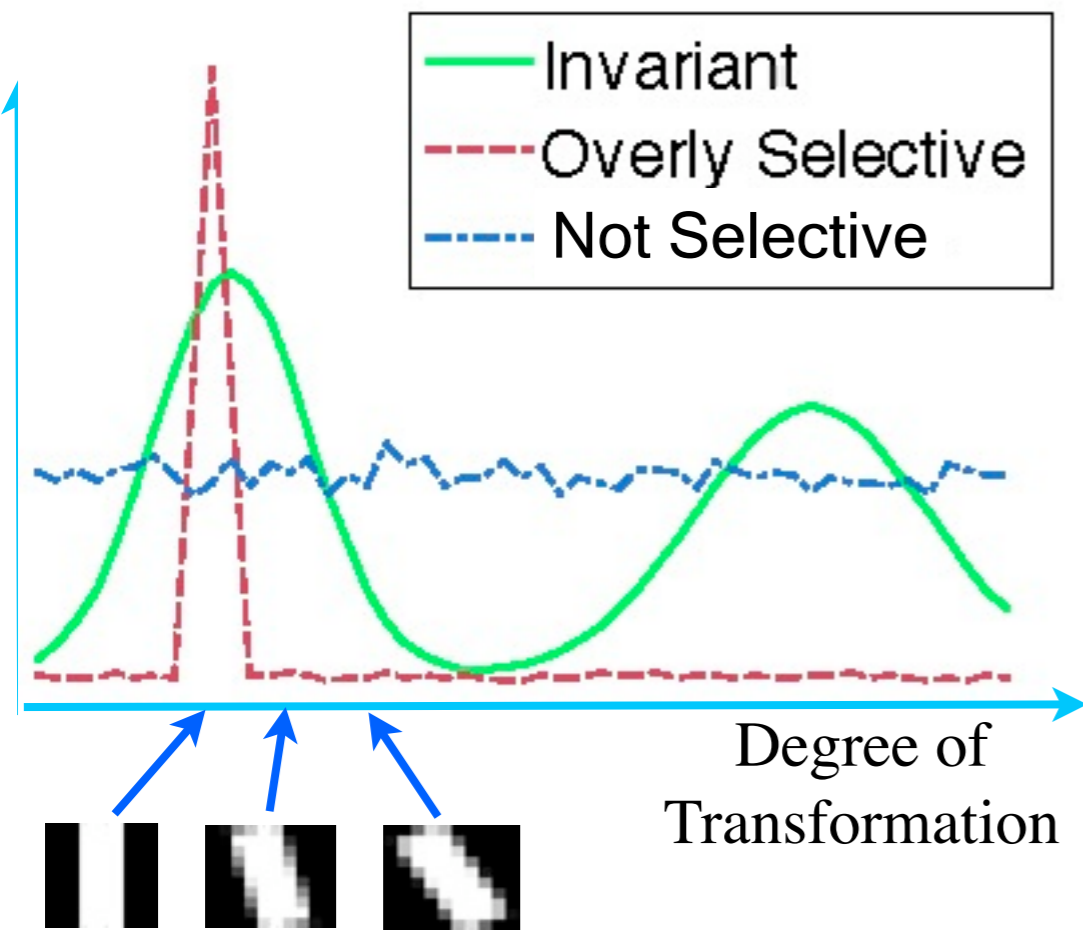 Invariant
Overly Selective
Not Selective
Degree of
Transformation